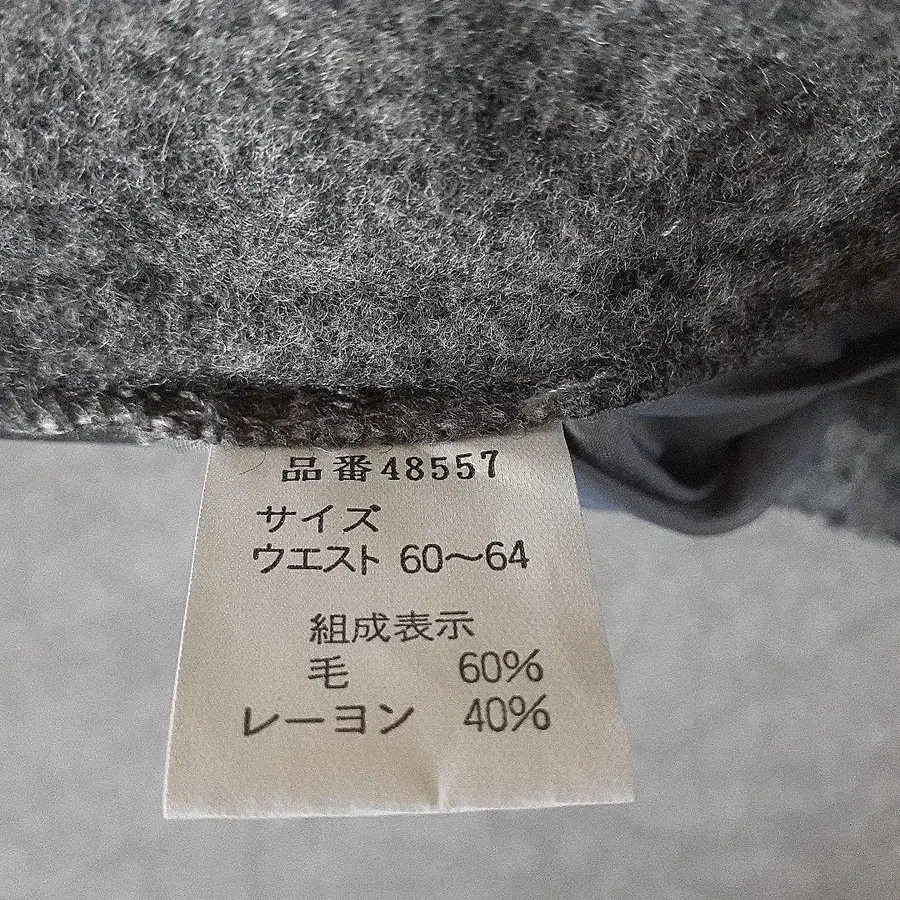 品番48557
サイズ
ウエスト 60〜64
組成表示
毛 60%
レーヨン 40%